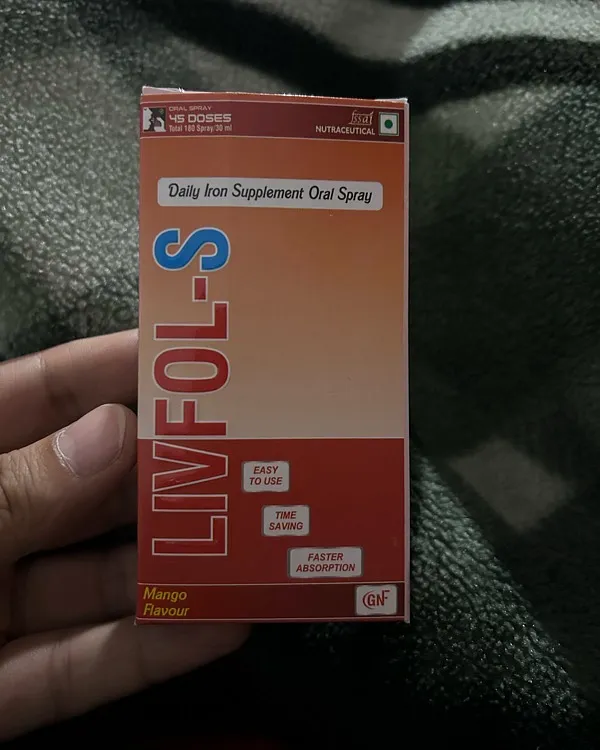 ORAL SPRAY
45 DOSES
Total 180 Spray/30 ml
fssai
NUTRACEUTICAL
Daily Iron Supplement Oral Spray
LIVFOL-S
EASY
TO USE
TIME
SAVING
FASTER
ABSORPTION
Mango
Flavour
GNF